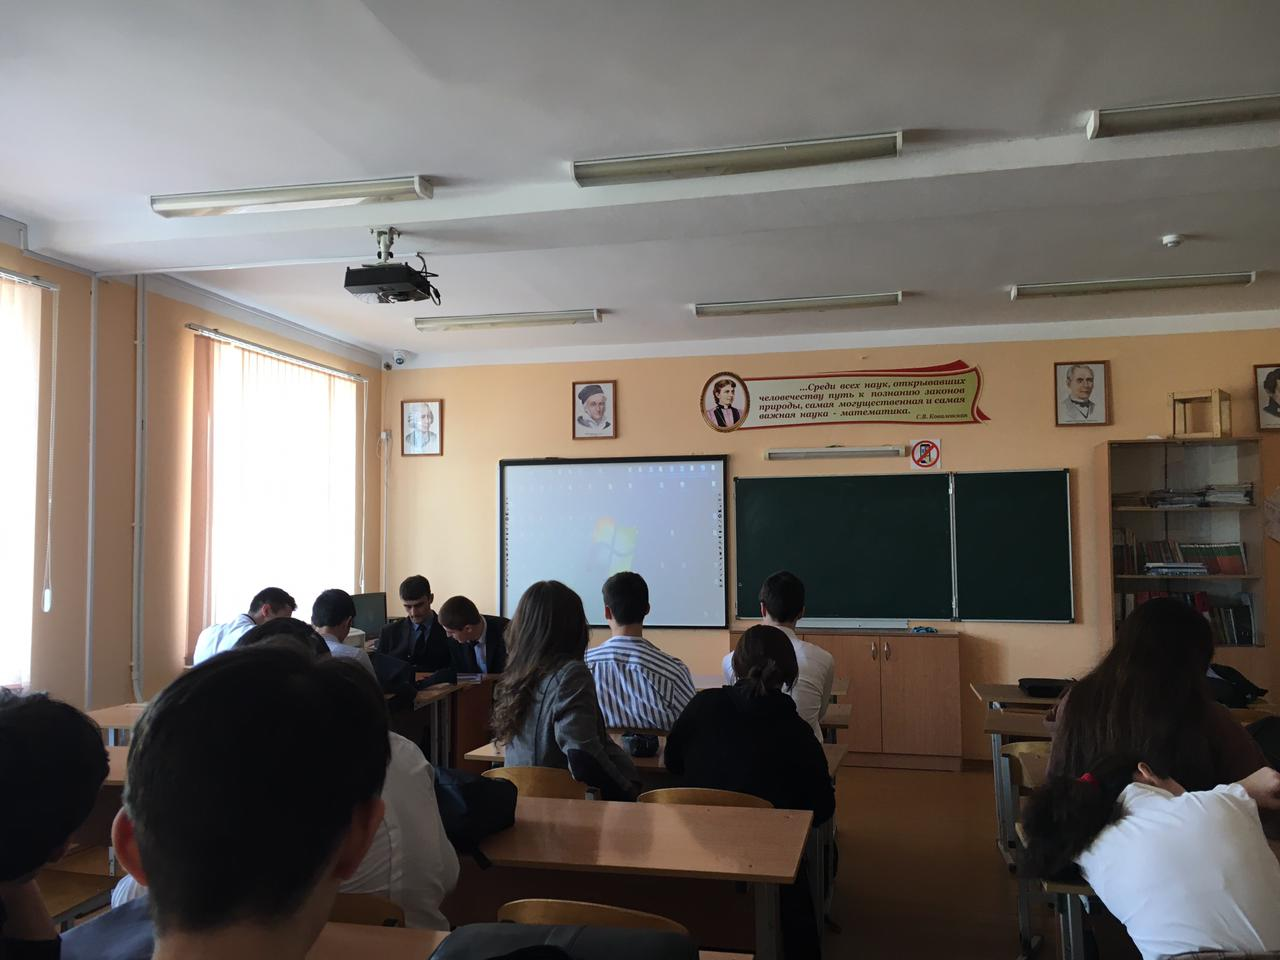 ...Среди всех наук, открывавших
человечеству путь к познанию законов
природы, самая могущественная и самая
важная наука - математика.
С.В. Ковалевская